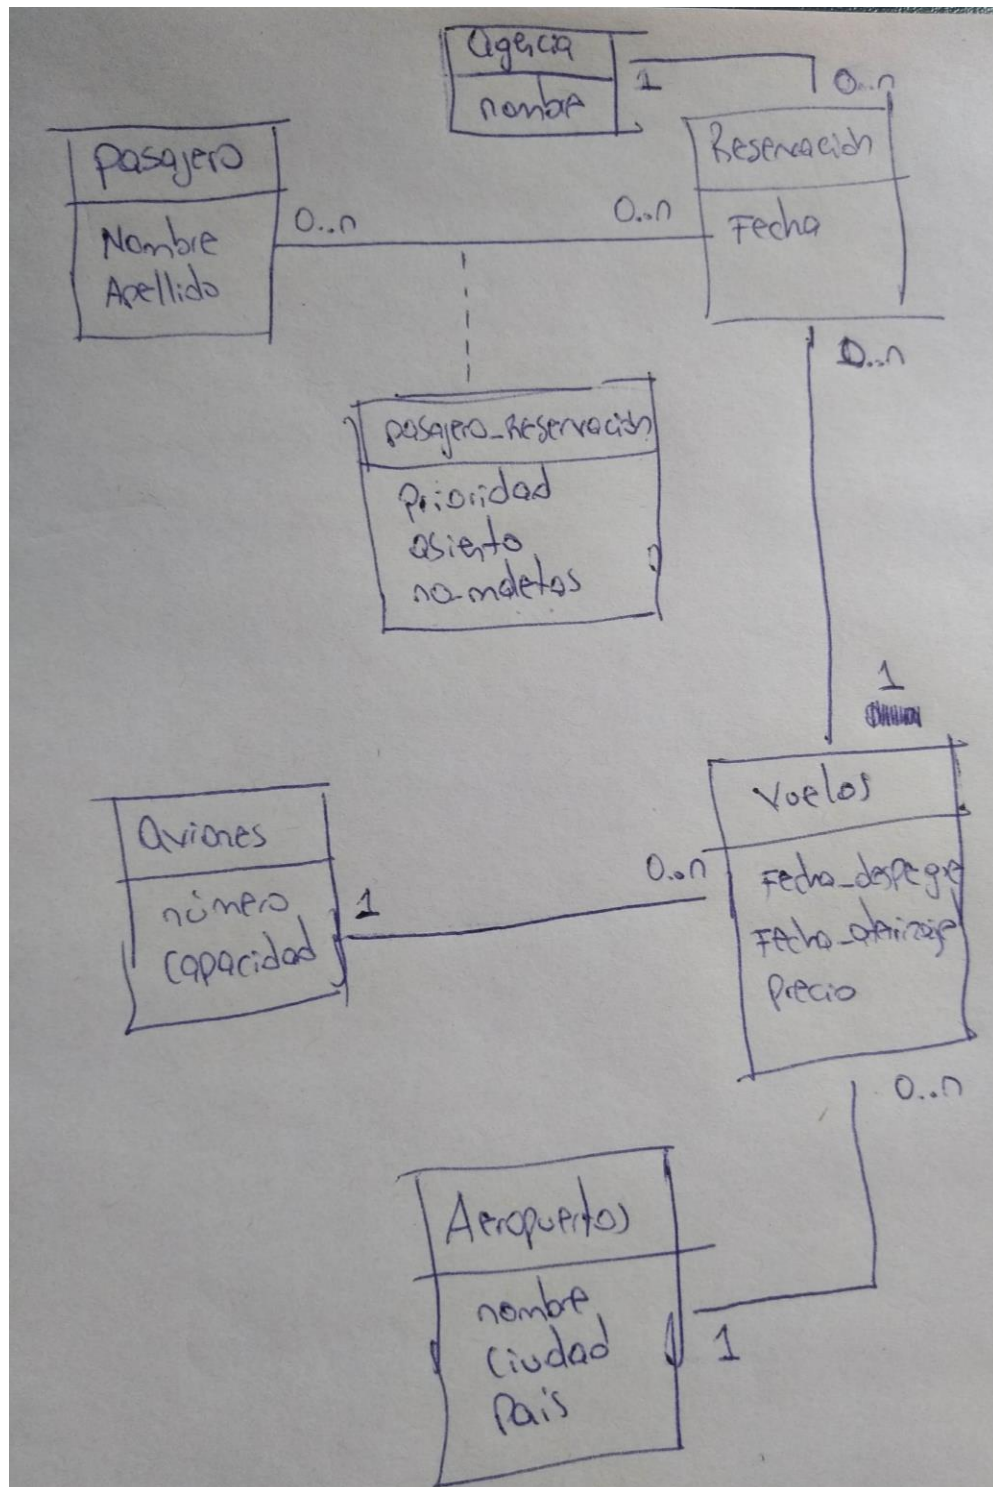 Agencia
nombre
1
0..n
Pasajero
Nombre
Apellido
0..n
0..n
Reservación
Fecha
0..n
pasajero_Reservación
Prioridad
asiento
no_maletas
1
Vuelos
Fecha_despegue
Fecha_aterrizaje
Precio
0..n
Aviones
número
Capacidad
1
0..n
Aeropuertos
nombre
Ciudad
País
1